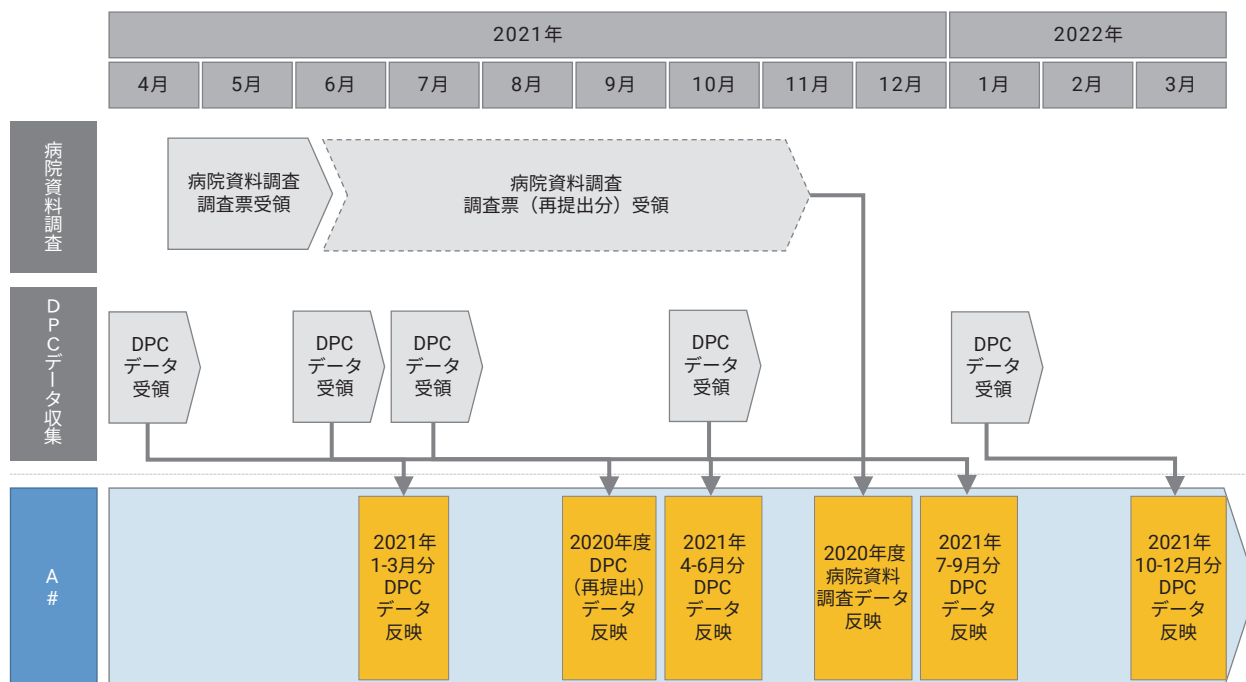 2021年
2022年
4月
5月
6月
7月
8月
9月
10月
11月
12月
1月
2月
3月
病院資料調査
病院資料調査
調査票受領
病院資料調査
調査票（再提出分）受領
DPCデータ収集
DPC
データ
受領
DPC
データ
受領
DPC
データ
受領
DPC
データ
受領
DPC
データ
受領
A#
2021年
1-3月分
DPC
データ
反映
2020年度
DPC
（再提出）
データ
反映
2021年
4-6月分
DPC
データ
反映
2020年度
病院資料
調査データ
反映
2021年
7-9月分
DPC
データ
反映
2021年
10-12月分
DPC
データ
反映